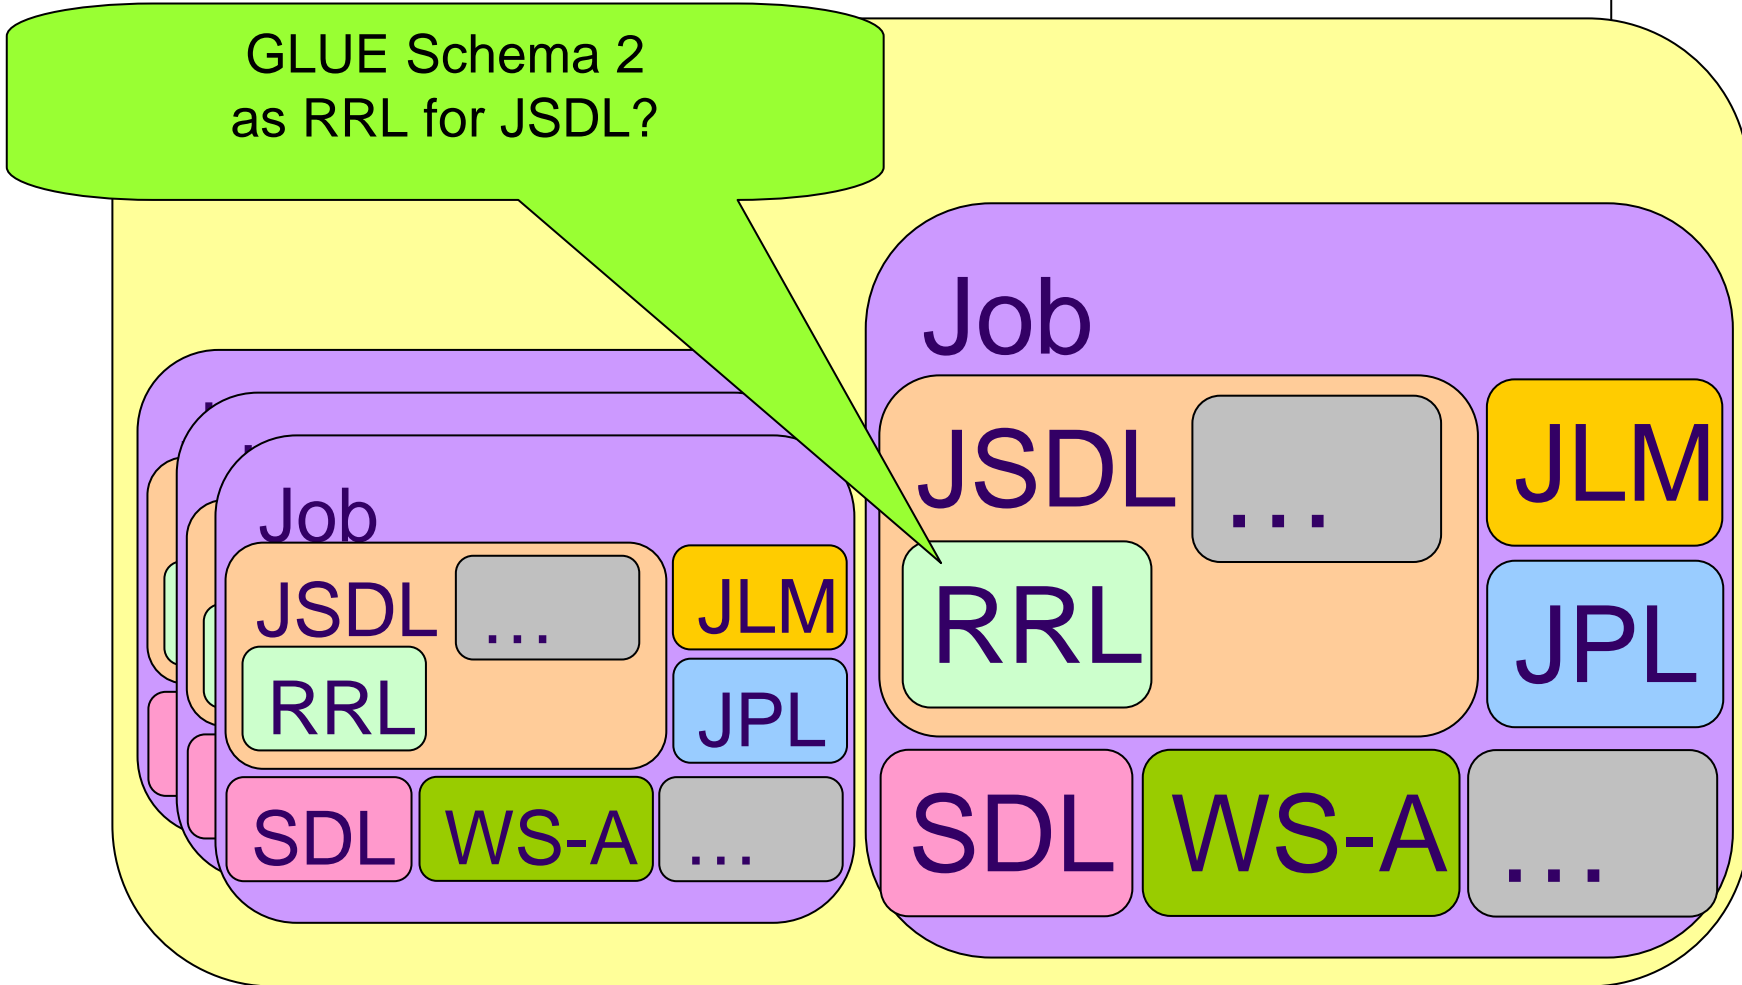 GLUE Schema 2
as RRL for JSDL?
Job
JSDL
...
JLM
RRL
JPL
SDL
WS-A
...
Job
JSDL
...
JLM
RRL
JPL
SDL
WS-A
...